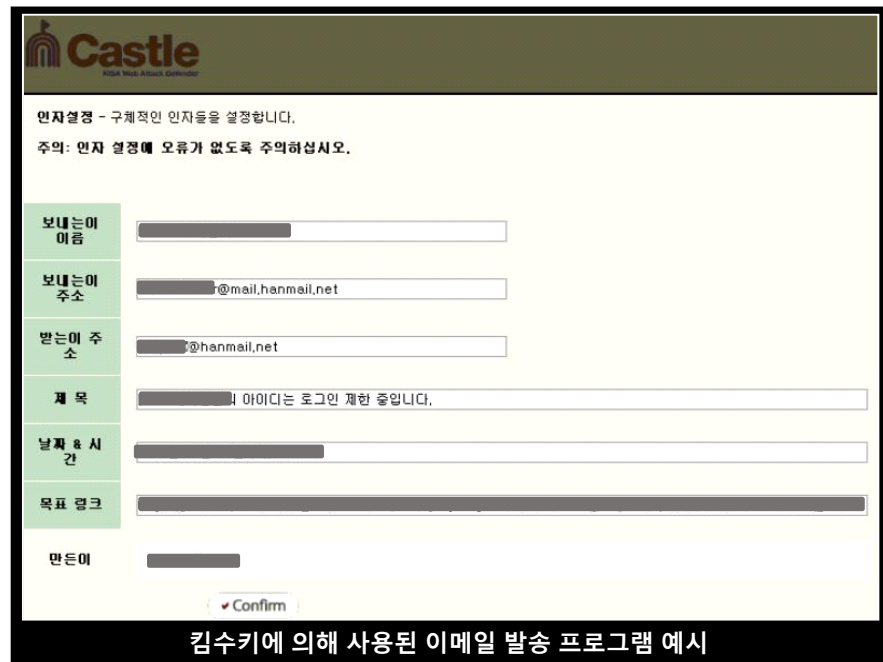 Castle
KISA Web Attack Defender
인자설정 - 구체적인 인자들을 설정합니다.
주의: 인자 설정에 오류가 없도록 주의하십시오.
보내는이
이름
보내는이
주소
@mail.hanmail.net
받는이 주
소
@hanmail.net
제 목
아이디는 로그인 제한 중입니다.
날짜 & 시
간
목표 링크
만든이
Confirm
킴수키에 의해 사용된 이메일 발송 프로그램 예시